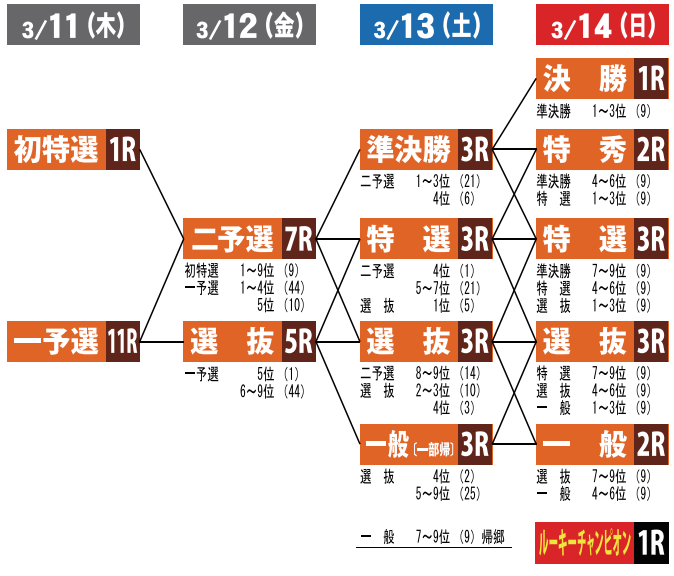 3/11（木）
3/12（金）
3/13（土）
3/14（日）
初特選 1R
一予選 11R
二予選 7R
初特選 1～9位 （9）
一予選 1～4位 （44）
5位 （10）
選 抜 5R
一予選 5位 （1）
6～9位 （44）
準決勝 3R
二予選 1～3位 （21）
4位 （6）
特 選 3R
二予選 4位 （1）
5～7位 （21）
選 抜 1位 （5）
選 抜 3R
二予選 8～9位 （14）
選 抜 2～3位 （10）
4位 （3）
一般〔一部帰〕 3R
選 抜 4位 （2）
5～9位 （25）
一 般 7～9位 （9） 帰郷
決 勝 1R
準決勝 1～3位 （9）
特 秀 2R
準決勝 4～6位 （9）
特 選 1～3位 （9）
特 選 3R
準決勝 7～9位 （9）
特 選 4～6位 （9）
選 抜 1～3位 （9）
選 抜 3R
特 選 7～9位 （9）
選 抜 4～6位 （9）
一 般 1～3位 （9）
一 般 2R
選 抜 7～9位 （9）
一 般 4～6位 （9）
ルーキーチャンピオン 1R